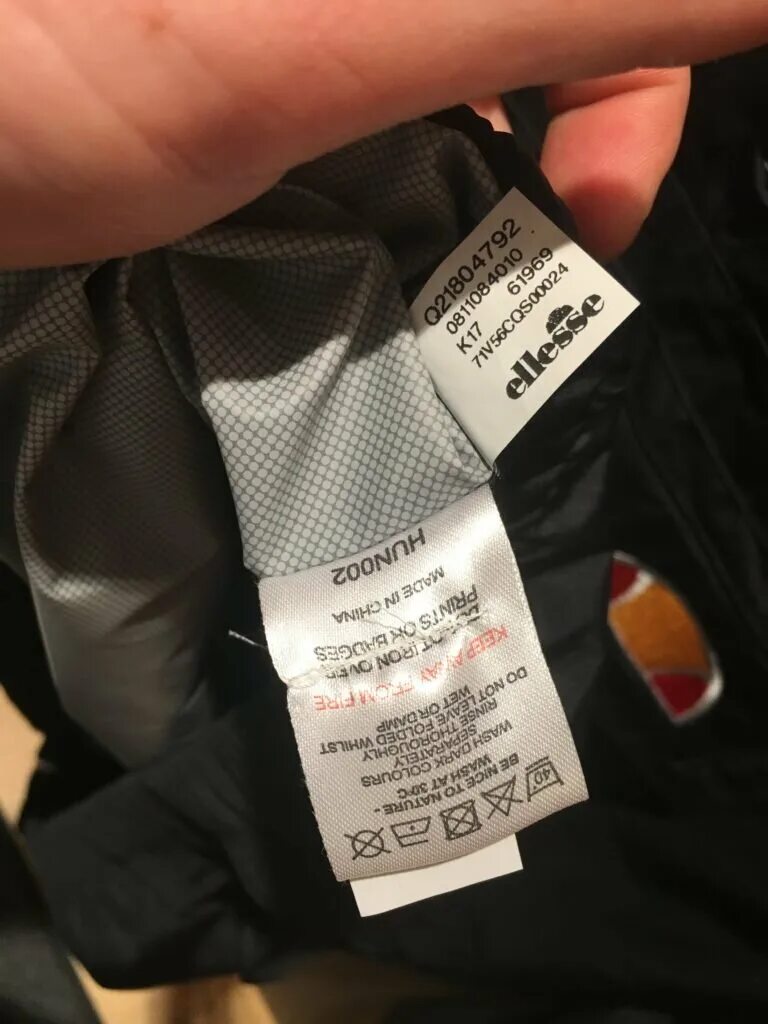 Q21804792
0811084010
K17 61969
71V56CQS00024
ellesse
40
BE NICE TO NATURE -
WASH AT 30°C
WASH DARK COLOURS
SEPARATELY
RINSE THOROUGHLY
DO NOT LEAVE FOLDED WHILST
WET OR DAMP
KEEP AWAY FROM FIRE
DO NOT IRON OVER
PRINTS OR BADGES
MADE IN CHINA
HUN002